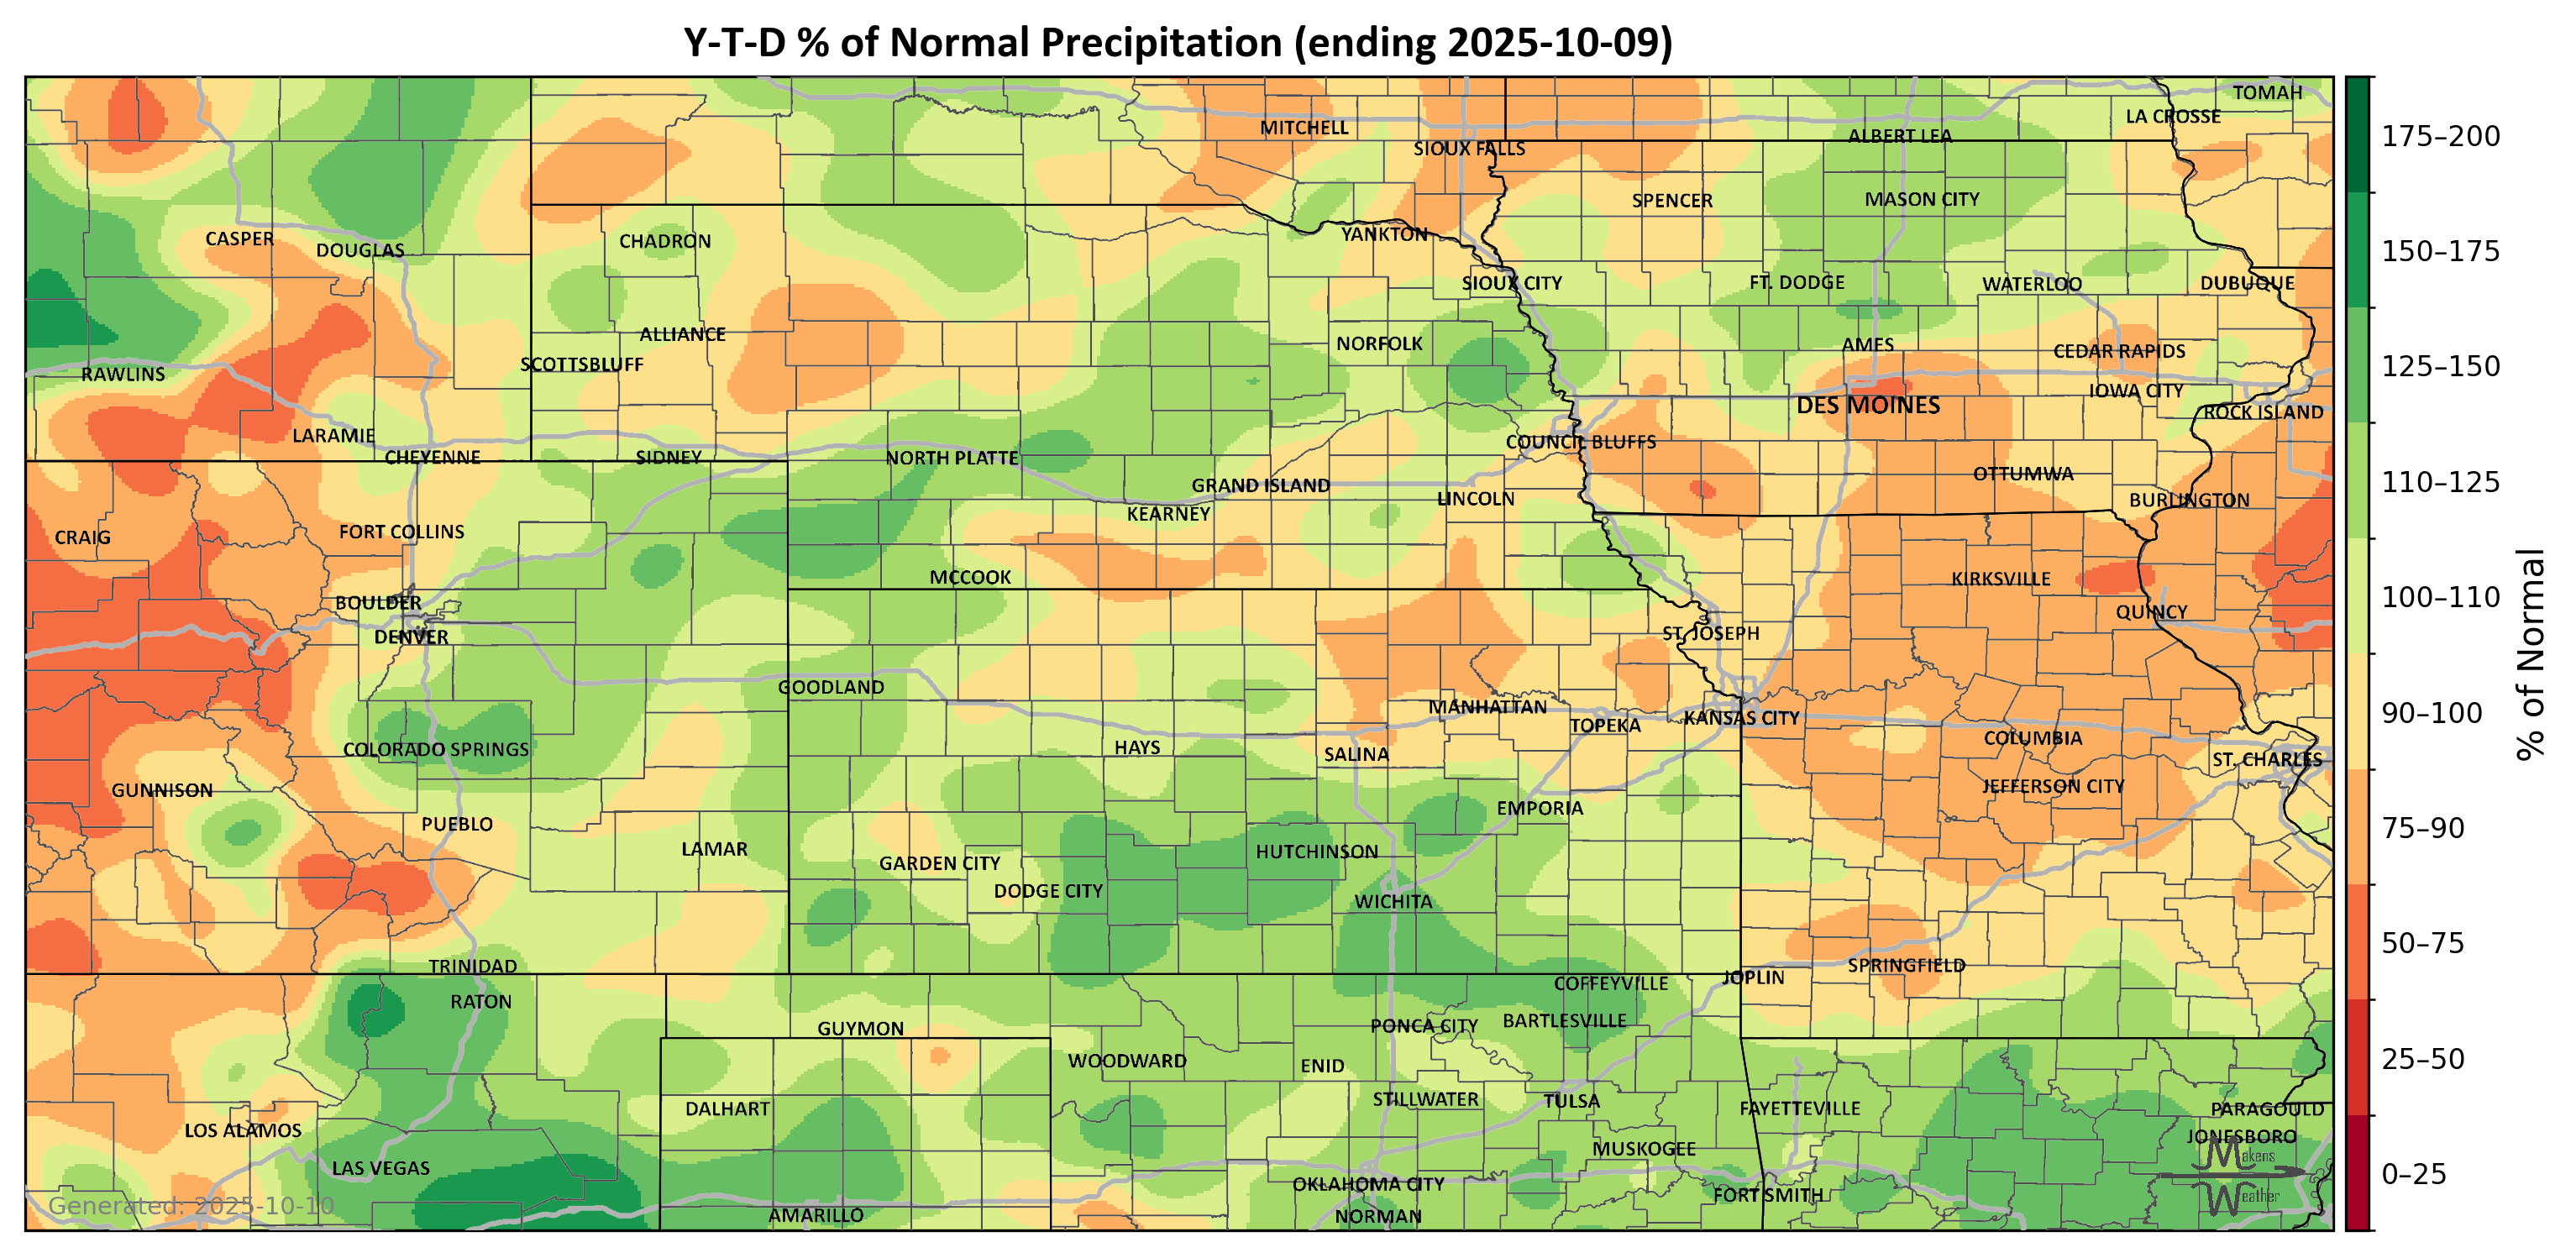 Y-T-D % of Normal Precipitation (ending 2025-10-09)
TOMAH
LA CROSSE
MITCHELL
ALBERT LEA
SIOUX FALLS
SPENCER
MASON CITY
YANKTON
CASPER
CHADRON
DOUGLAS
SIOUX CITY
FT. DODGE
WATERLOO
DUBUQUE
ALLIANCE
NORFOLK
AMES
CEDAR RAPIDS
SCOTTSBLUFF
RAWLINS
IOWA CITY
DES MOINES
ROCK ISLAND
LARAMIE
COUNCIL BLUFFS
CHEYENNE
SIDNEY
NORTH PLATTE
OTTUMWA
GRAND ISLAND
LINCOLN
BURLINGTON
KEARNEY
CRAIG
FORT COLLINS
MCCOOK
KIRKSVILLE
BOULDER
QUINCY
DENVER
ST. JOSEPH
GOODLAND
MANHATTAN
TOPEKA
KANSAS CITY
COLUMBIA
COLORADO SPRINGS
HAYS
SALINA
ST. CHARLES
GUNNISON
JEFFERSON CITY
EMPORIA
PUEBLO
LAMAR
HUTCHINSON
GARDEN CITY
DODGE CITY
WICHITA
TRINIDAD
SPRINGFIELD
JOPLIN
COFFEYVILLE
RATON
GUYMON
PONCA CITY
BARTLESVILLE
WOODWARD
ENID
STILLWATER
TULSA
DALHART
FAYETTEVILLE
PARAGOULD
LOS ALAMOS
JONESBORO
MUSKOGEE
Makens
LAS VEGAS
OKLAHOMA CITY
FORT SMITH
Weather
Generated: 2025-10-10
AMARILLO
NORMAN
175–200
150–175
125–150
110–125
100–110
90–100
75–90
50–75
25–50
0–25
% of Normal